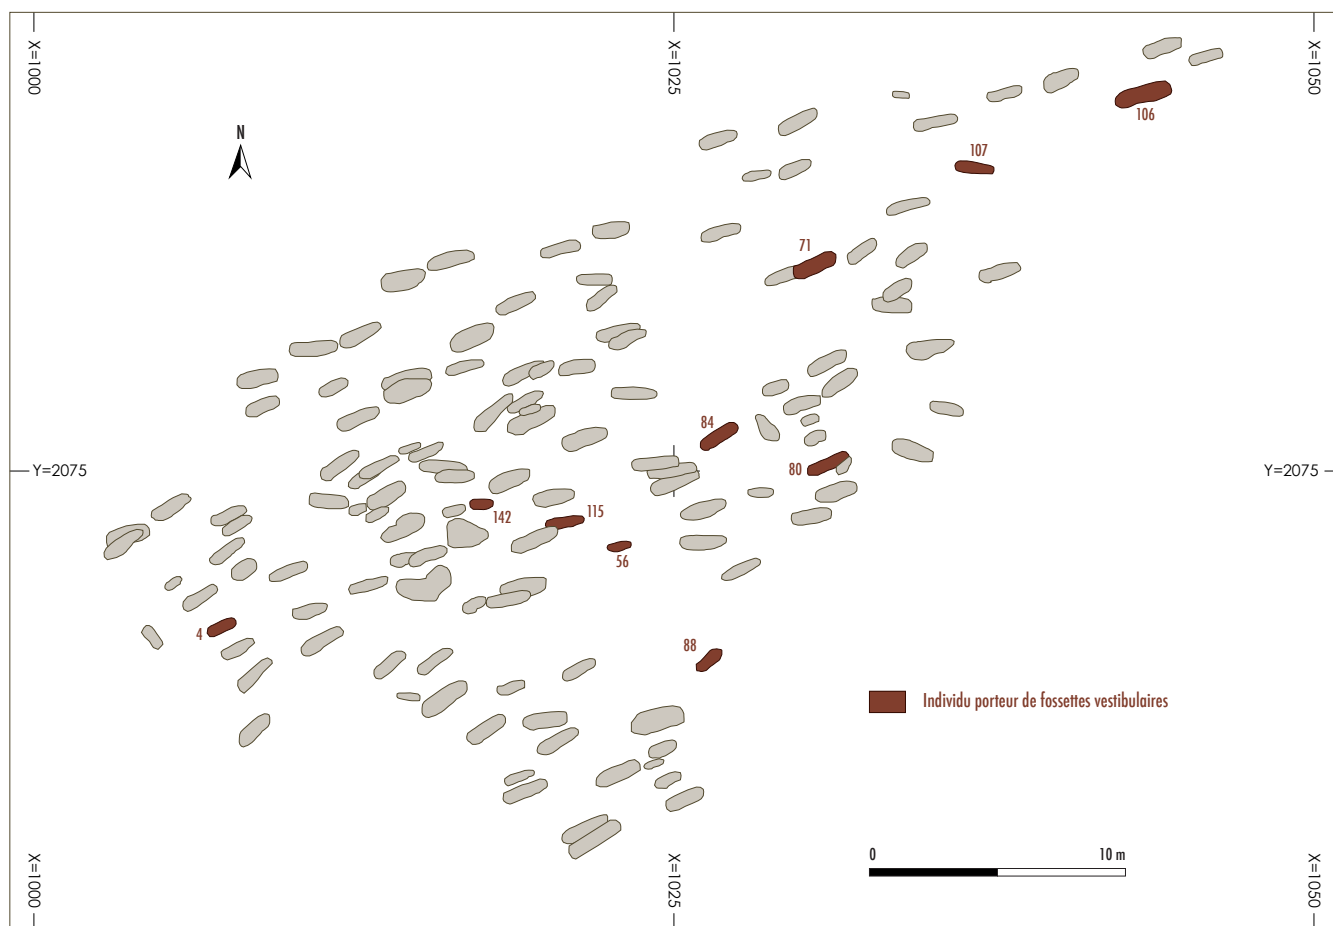 X=1000
X=1025
X=1050
N
106
107
71
84
80
Y=2075
Y=2075
142
115
56
4
88
Individu porteur de fossettes vestibulaires
0
10 m
X=1000
X=1025
X=1050